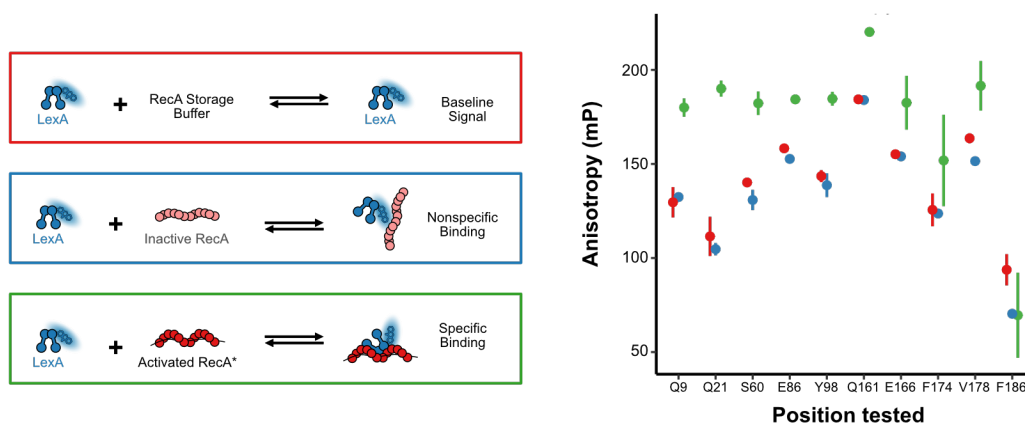 LexA
+
RecA Storage
Buffer
LexA
Baseline
Signal
LexA
+
Inactive RecA
Nonspecific
Binding
LexA
+
Activated RecA*
Specific
Binding
Anisotropy (mP)
200
150
100
50
Q9 Q21 S60 E86 Y98 Q161 E166 F174 V178 F186
Position tested